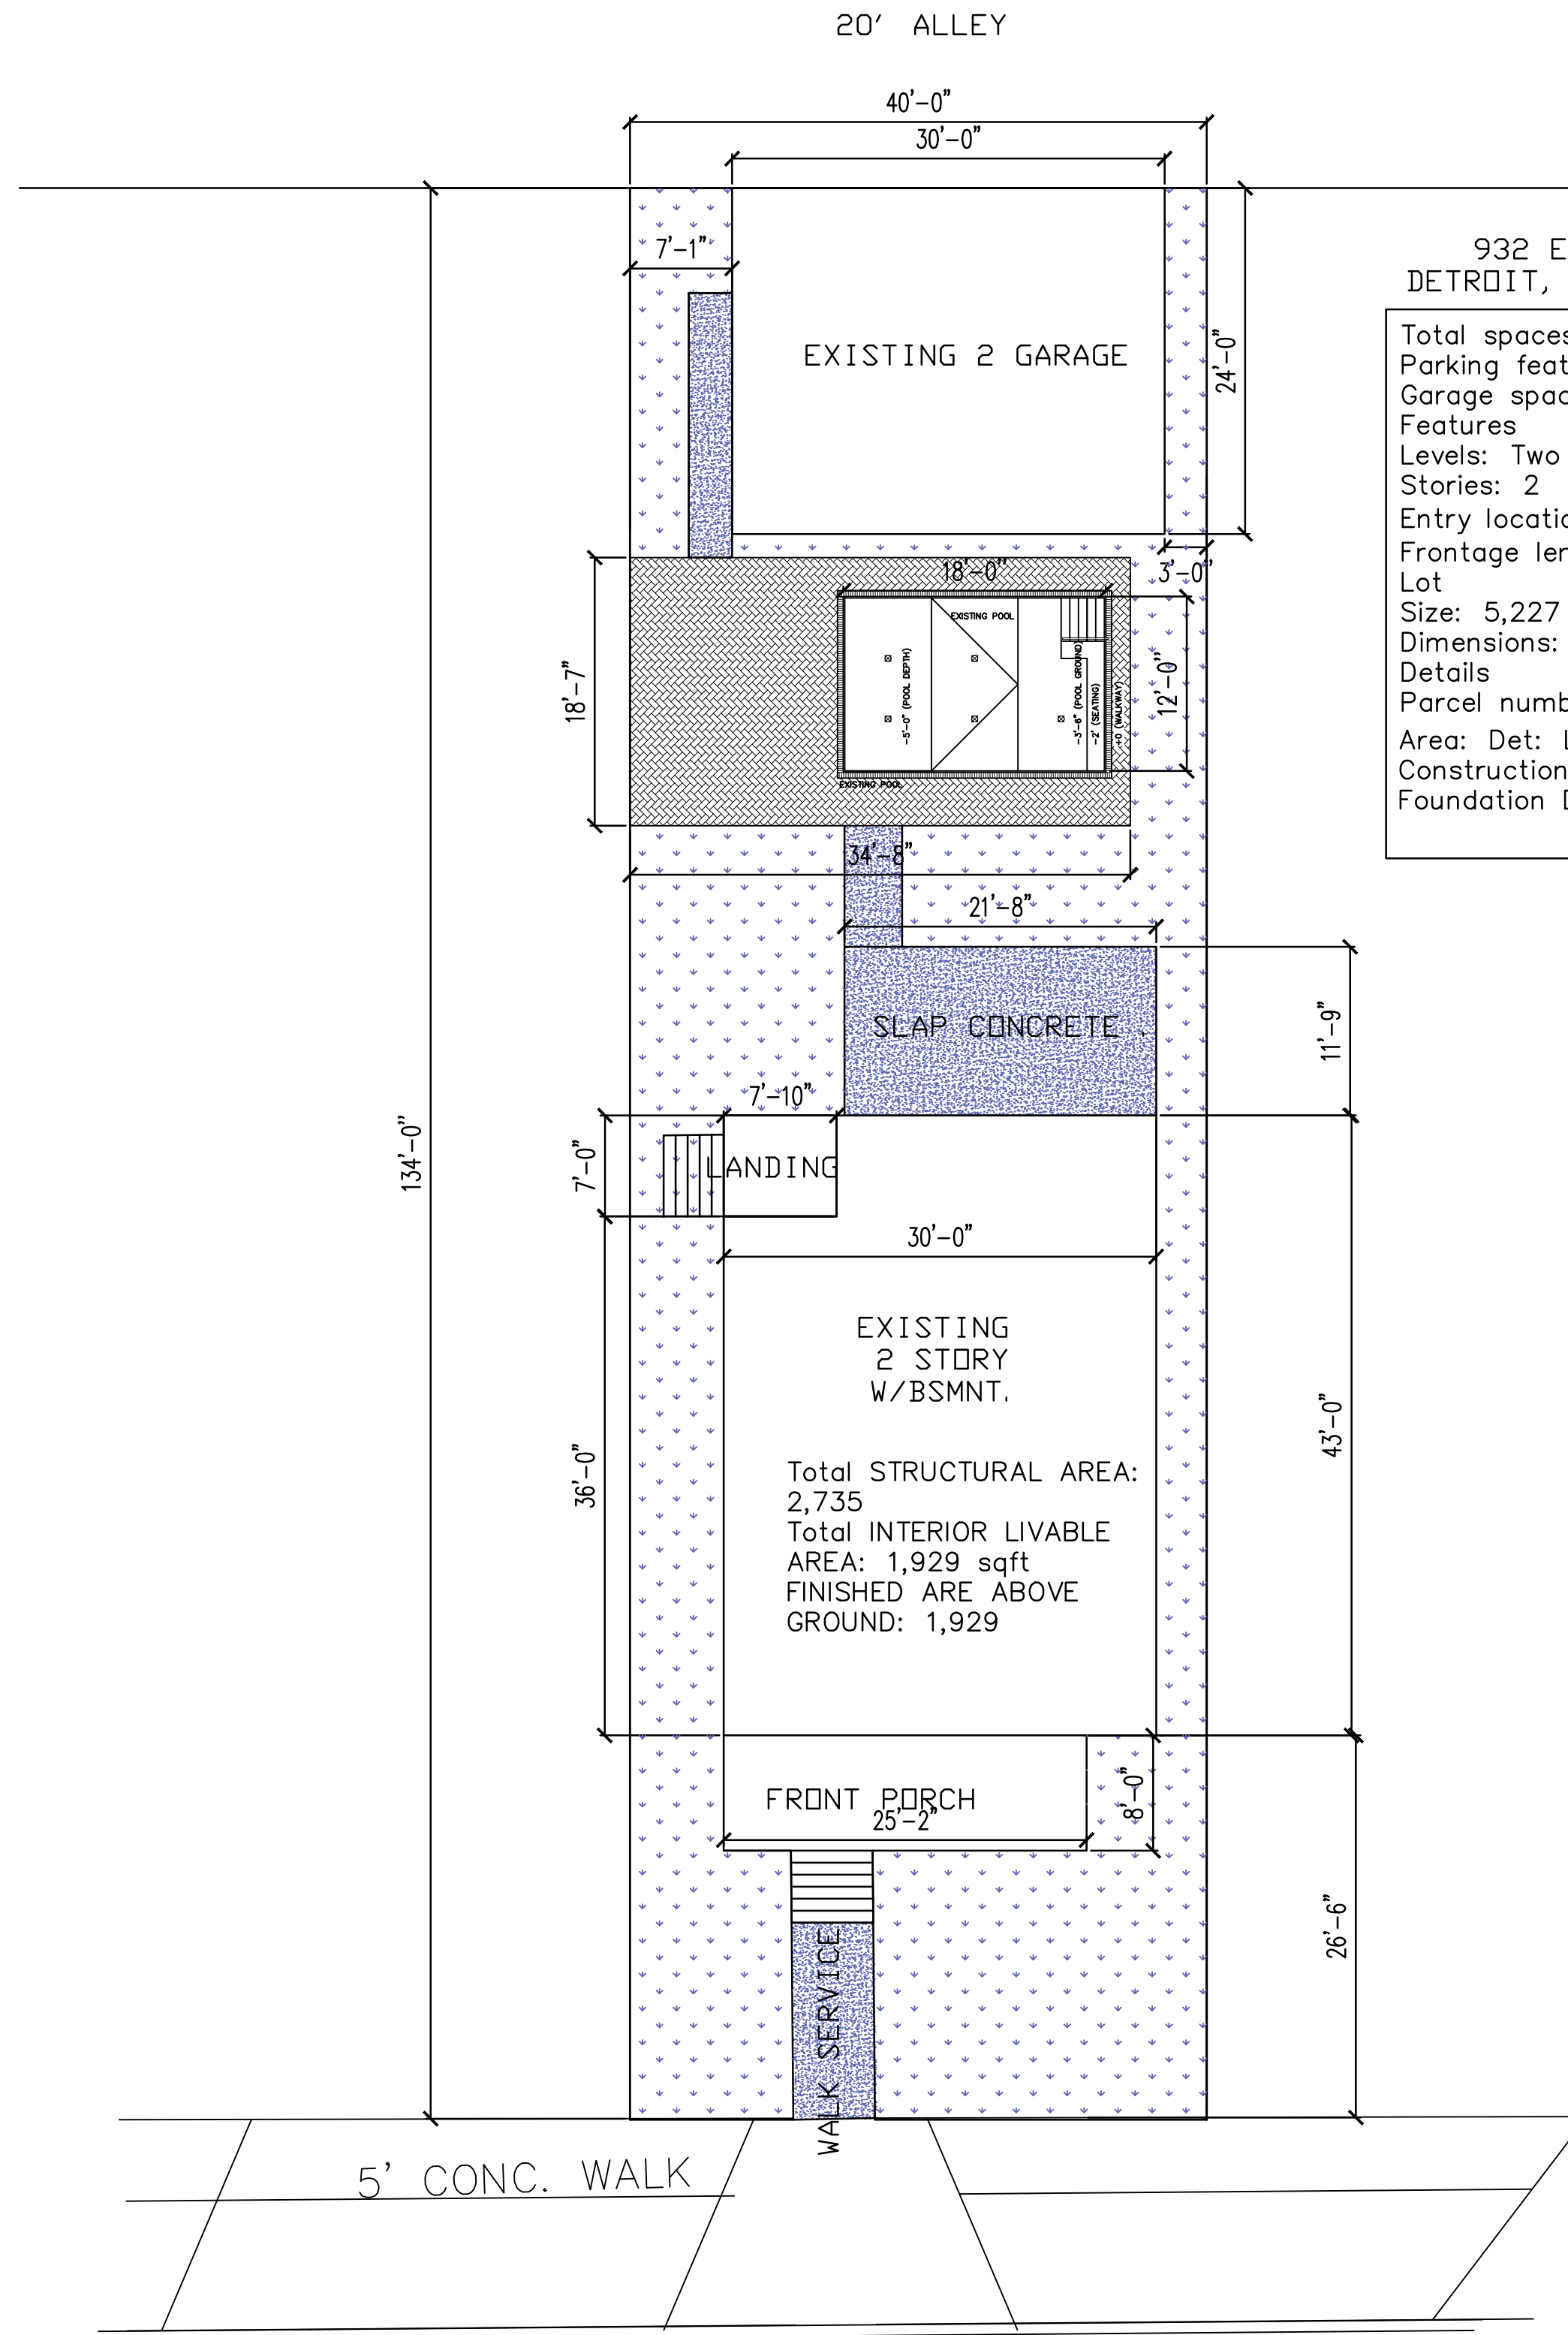 20' ALLEY
40'-0"
30'-0"
7'-1"
EXISTING 2 GARAGE
24'-0"
932 E
DETROIT,
Total spaces
Parking feat
Garage spac
Features
Levels: Two
Stories: 2
Entry locatio
Frontage len
Lot
Size: 5,227
Dimensions:
Details
Parcel numb
Area: Det: L
Construction
Foundation D
18'-0"
3'-0"
EXISTING POOL
18'-7"
-5'-0" (POOL DEPTH)
-3'-6" (POOL GROUND)
-2' (SEATING)
+0 (WALKWAY)
12'-0"
EXISTING POOL
34'-8"
21'-8"
SLAP CONCRETE
11'-9"
7'-10"
134'-0"
7'-0"
LANDING
30'-0"
EXISTING
2 STORY
W/BSMNT.
43'-0"
36'-0"
Total STRUCTURAL AREA:
2,735
Total INTERIOR LIVABLE
AREA: 1,929 sqft
FINISHED ARE ABOVE
GROUND: 1,929
FRONT PORCH
25'-2"
8'-0"
26'-6"
WALK SERVICE
5' CONC. WALK